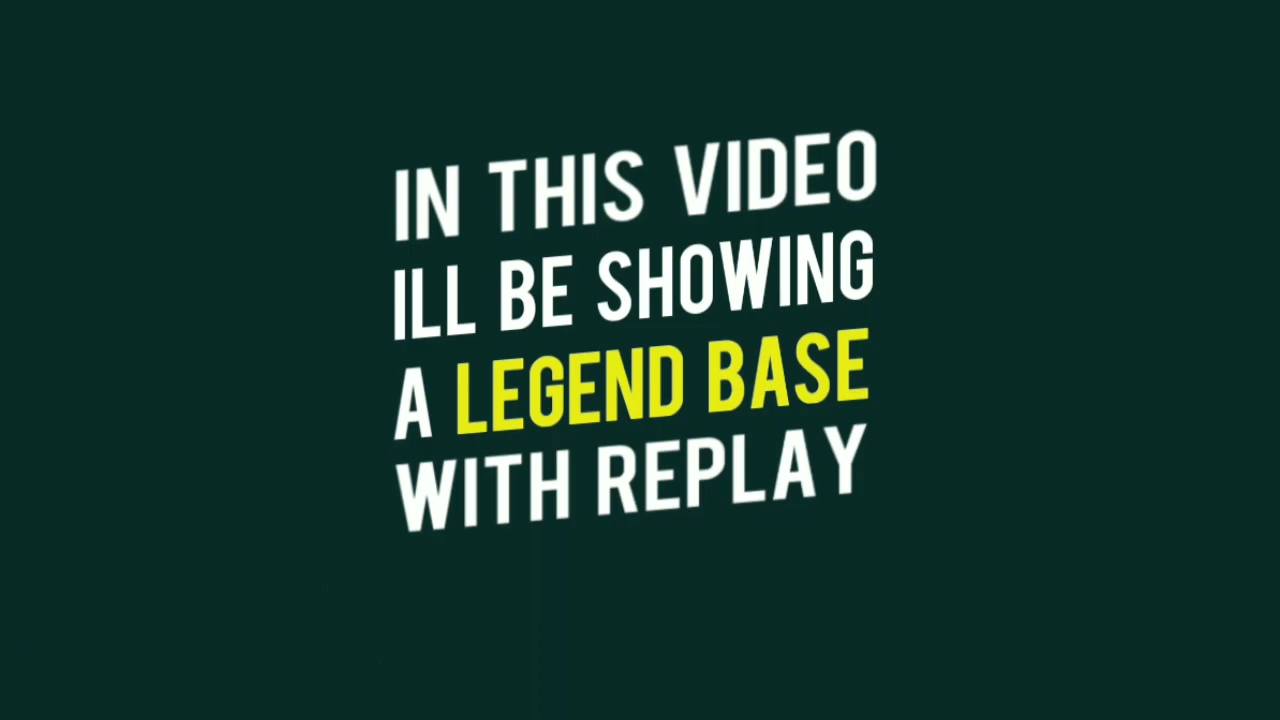 IN THIS VIDEO
ILL BE SHOWING
A LEGEND BASE
WITH REPLAY